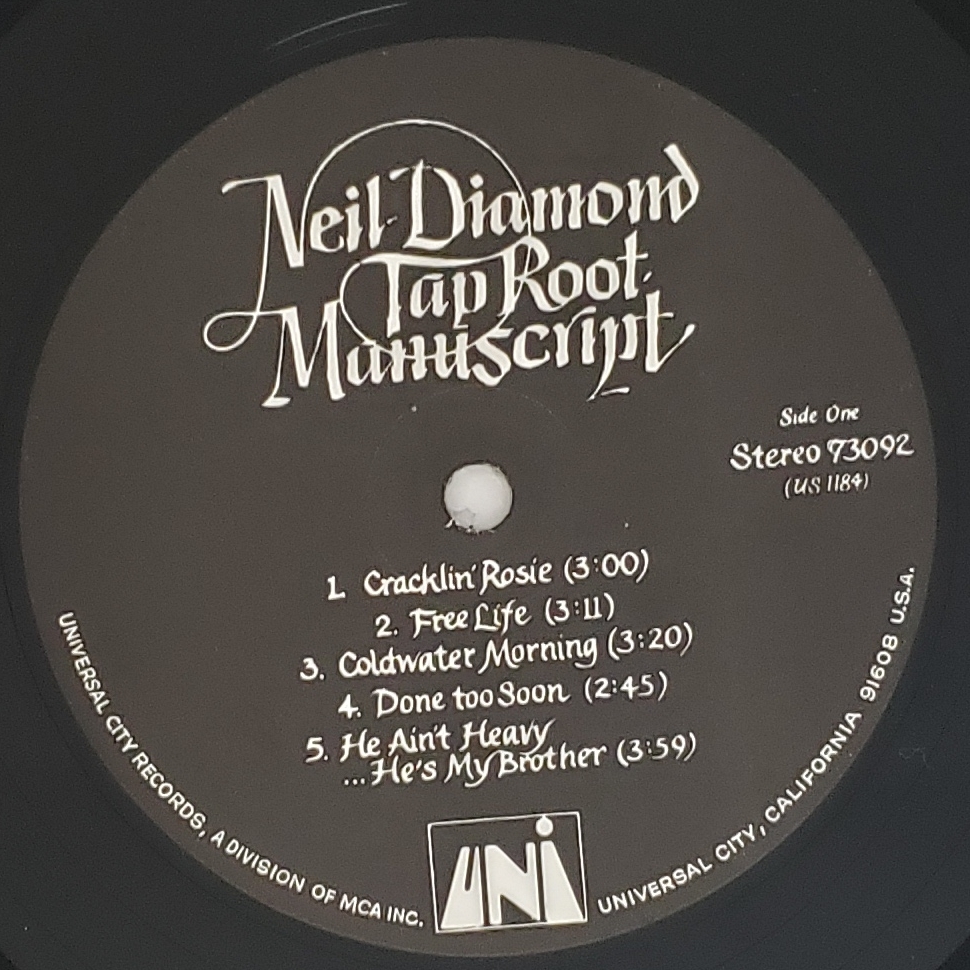 Neil Diamond
Tap Root
Manuscript
Side One
Stereo 73092
(US 1184)
1. Cracklin' Rosie (3:00)
2. Free Life (3:11)
3. Coldwater Morning (3:20)
4. Done too Soon (2:45)
5. He Ain't Heavy
...He's My Brother (3:59)
UNIVERSAL CITY RECORDS, A DIVISION OF MCA INC.
UNi
UNIVERSAL CITY, CALIFORNIA 91608 U.S.A.